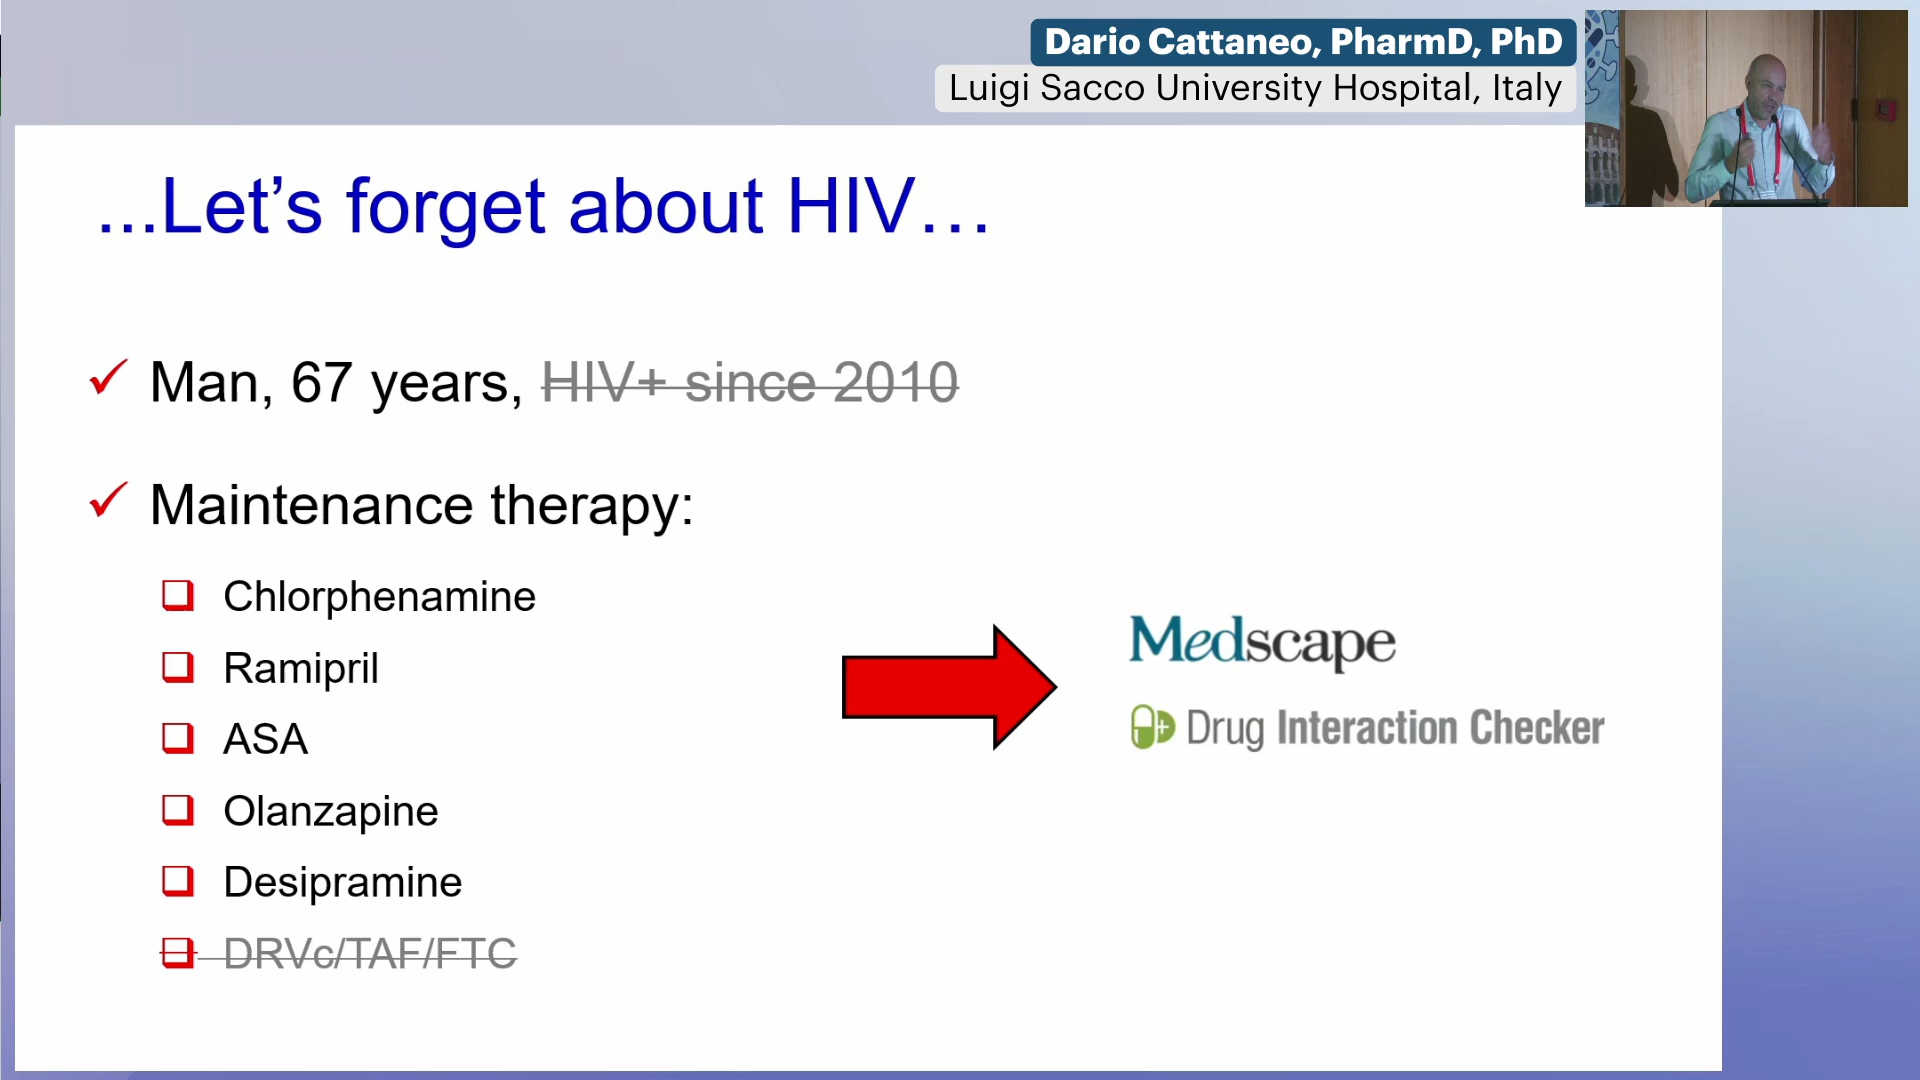 Dario Cattaneo, PharmD, PhD
Luigi Sacco University Hospital, Italy
...Let’s forget about HIV…
Man, 67 years, HIV+ since 2010
Maintenance therapy:
Chlorphenamine
Ramipril
ASA
Olanzapine
Desipramine
DRVc/TAF/FTC
Medscape
Drug Interaction Checker